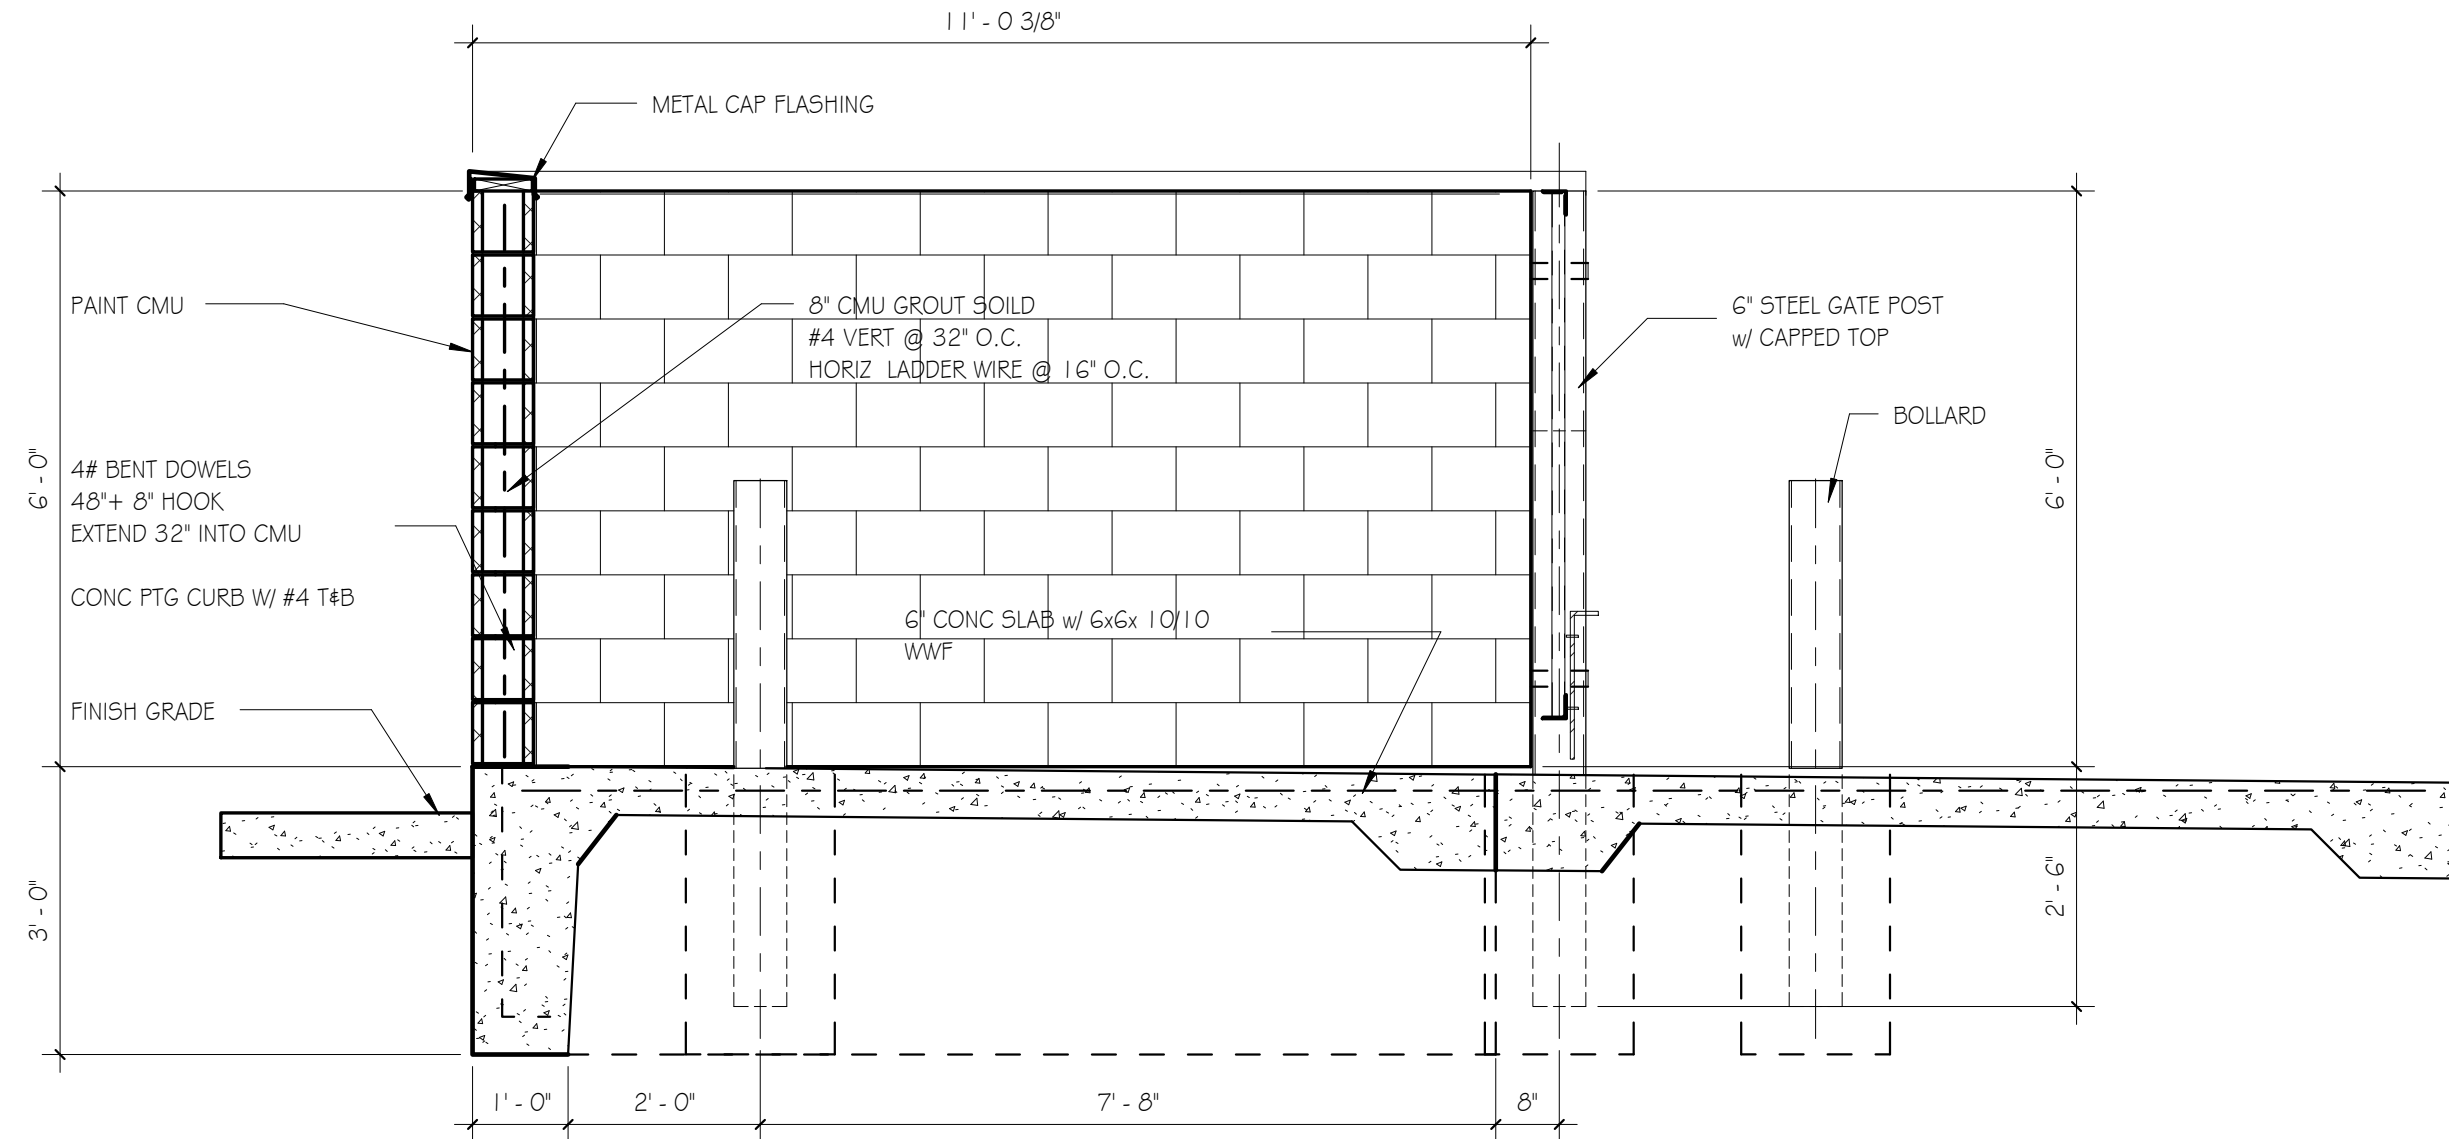 11' - 0 3/8"
METAL CAP FLASHING
PAINT CMU
8" CMU GROUT SOILD
#4 VERT @ 32" O.C.
HORIZ LADDER WIRE @ 16" O.C.
6" STEEL GATE POST
w/ CAPPED TOP
BOLLARD
6' - 0"
4# BENT DOWELS
48"+ 8" HOOK
EXTEND 32" INTO CMU
6' - 0"
CONC PTG CURB W/ #4 T&B
6" CONC SLAB w/ 6x6x 10/10
WWF
FINISH GRADE
3' - 0"
2' - 6"
1' - 0"
2' - 0"
7' - 8"
8"